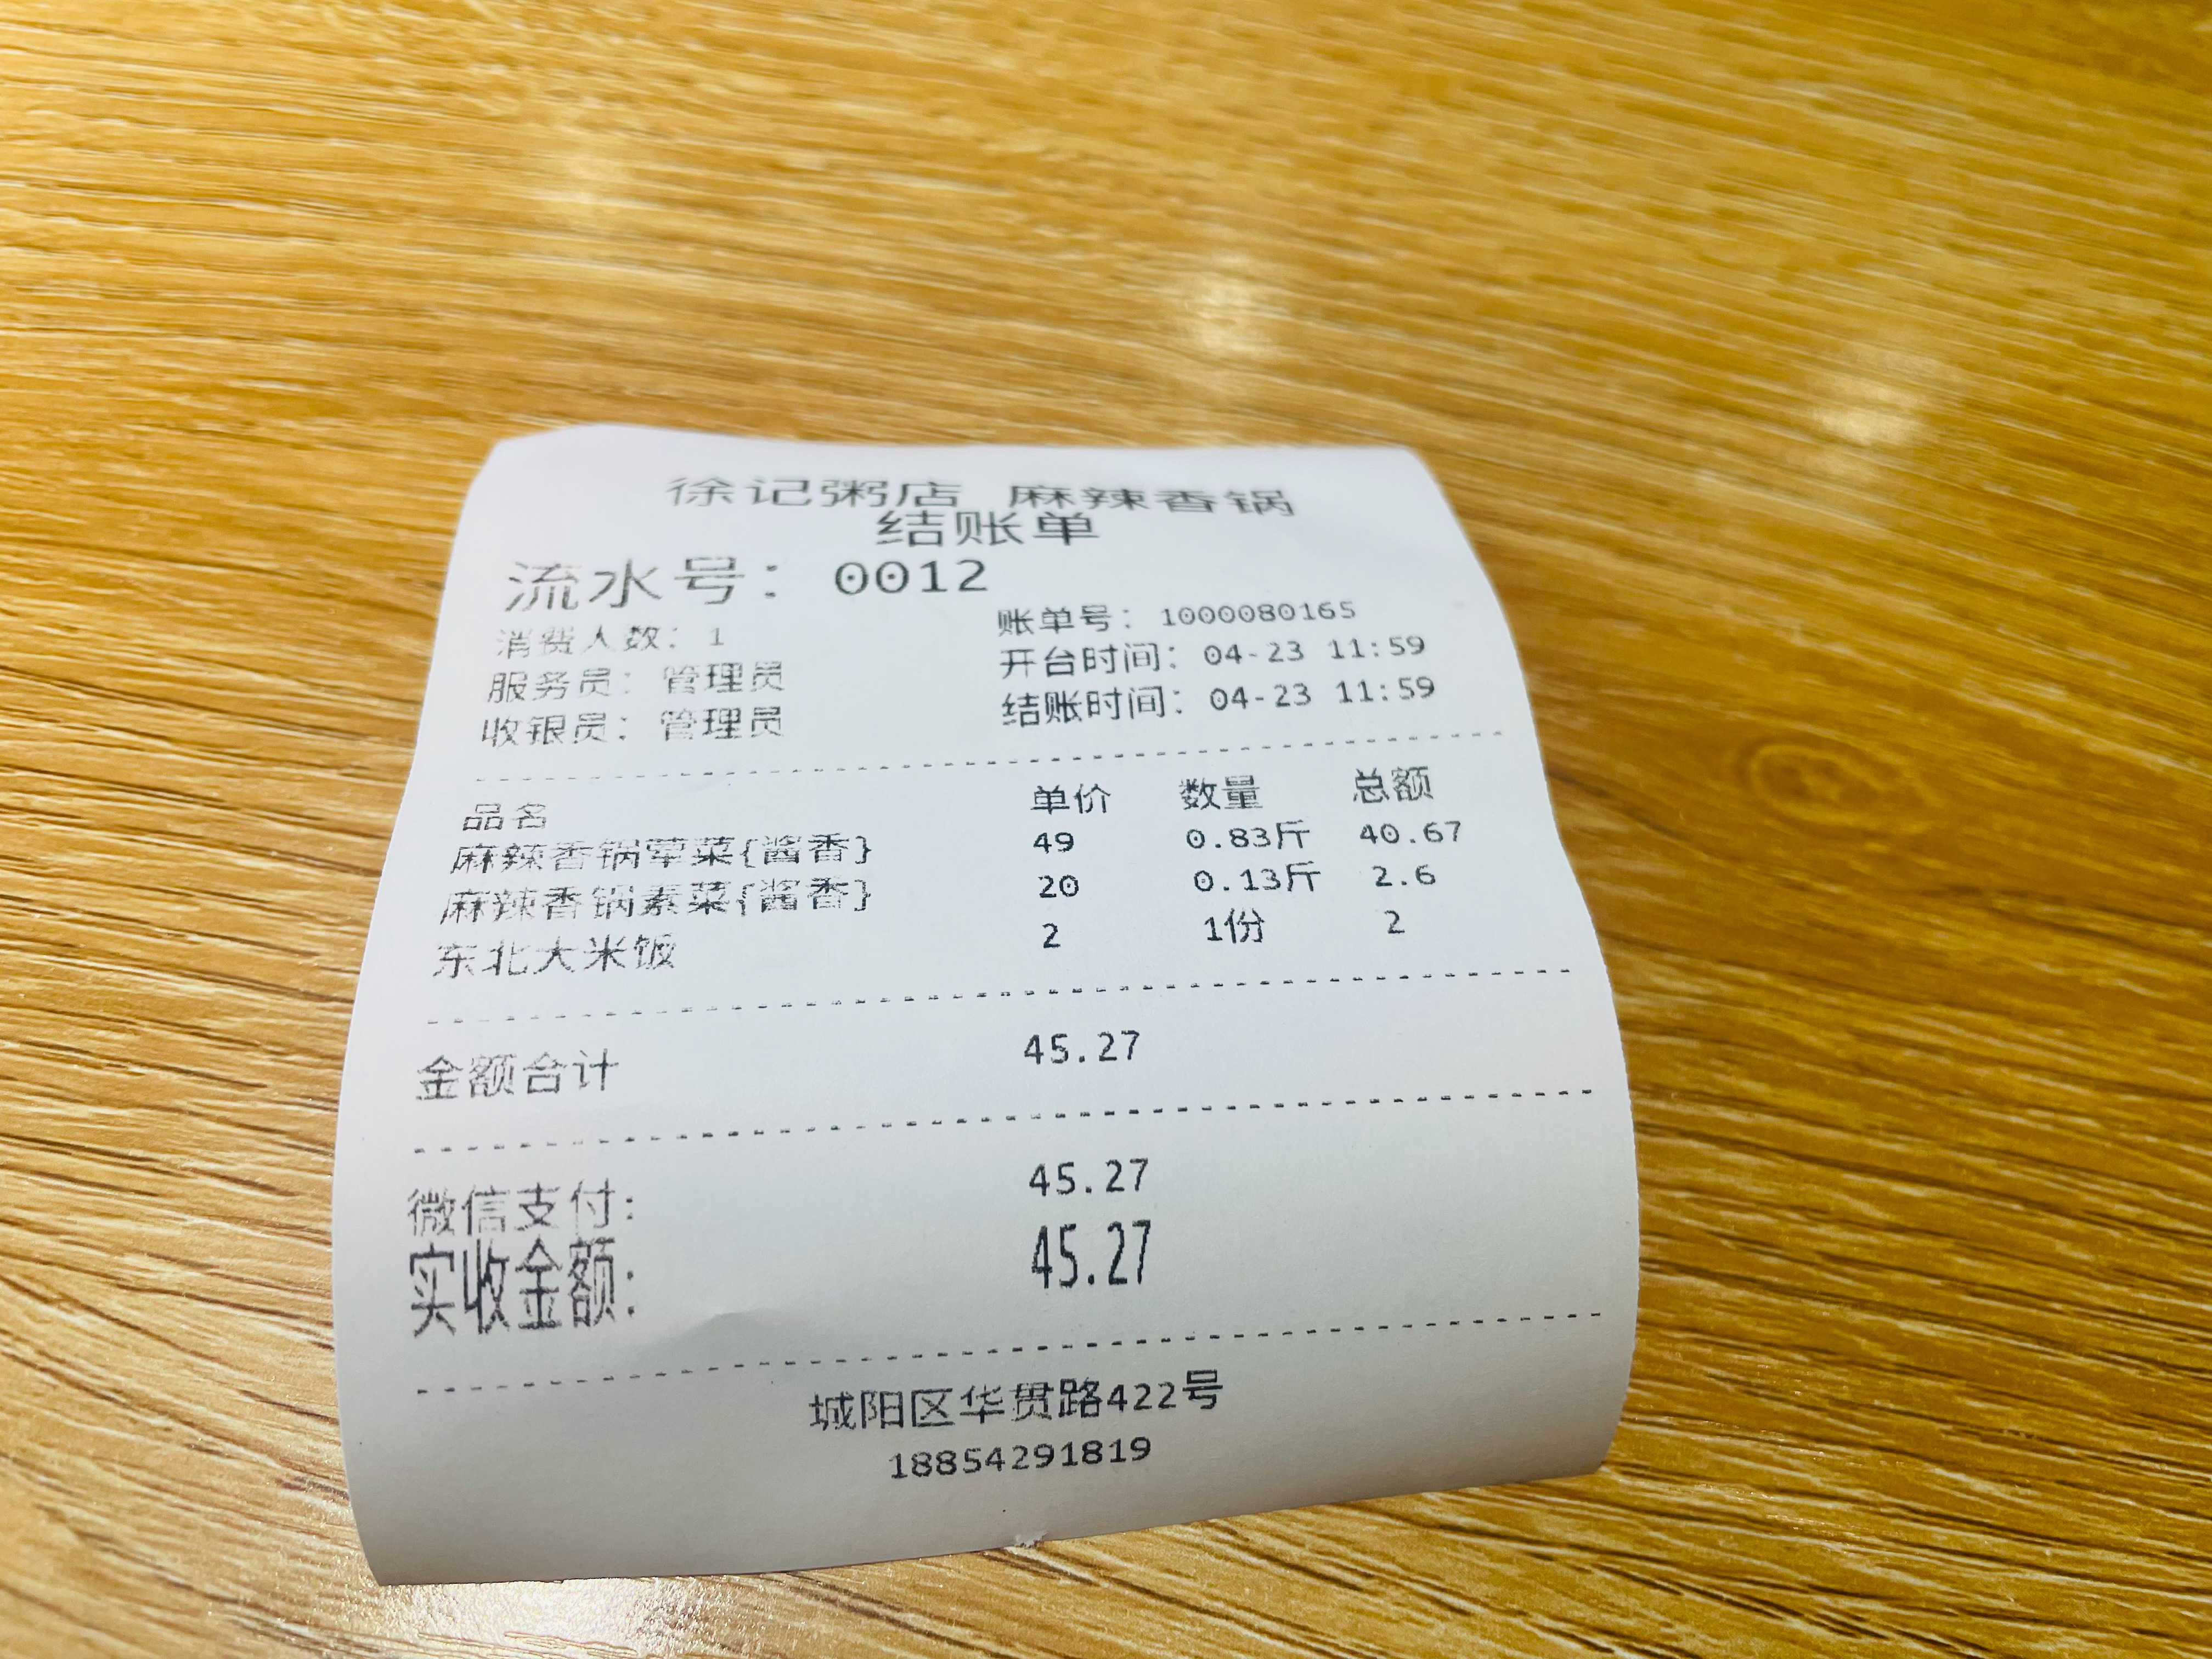 徐记粥店 麻辣香锅
结账单
流水号： 0012
消费人数：1 账单号：1000080165
服务员：管理员 开台时间：04-23 11:59
收银员：管理员 结账时间：04-23 11:59
品名 单价 数量 总额
麻辣香锅荤菜{酱香} 49 0.83斤 40.67
麻辣香锅素菜{酱香} 20 0.13斤 2.6
东北大米饭 2 1份 2
金额合计 45.27
微信支付: 45.27
实收金额: 45.27
城阳区华贯路422号
18854291819